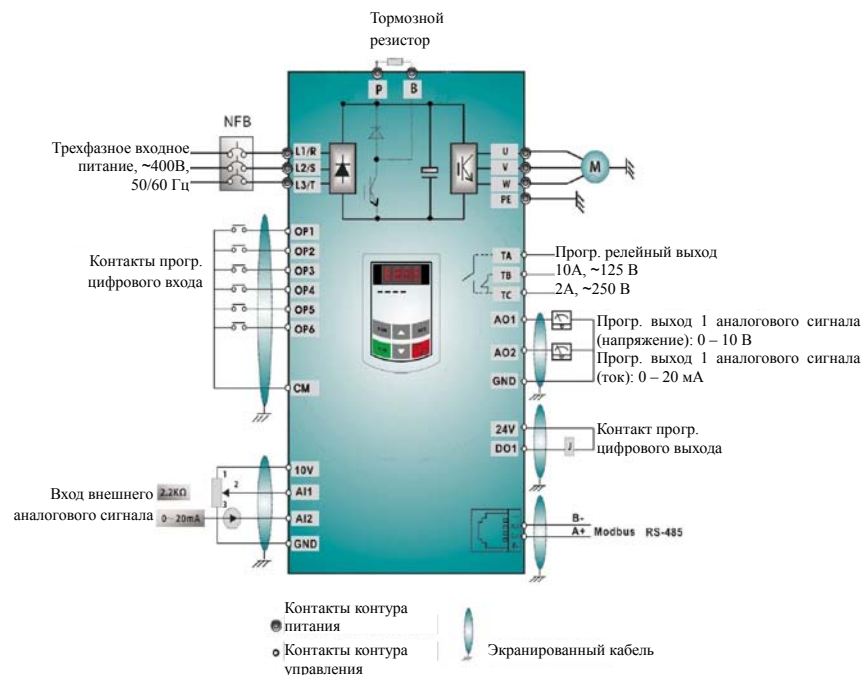 Тормозной
резистор
P B
NFB
Трехфазное входное
питание, ~400В,
50/60 Гц
L1/R
L2/S
L3/T
U
V
W
PE
M
OP1
OP2
OP3
OP4
OP5
OP6
CM
Контакты прогр.
цифрового входа
TA
TB
TC
Прогр. релейный выход
10А, ~125 В
2А, ~250 В
AO1
AO2
GND
Прогр. выход 1 аналогового сигнала
(напряжение): 0 – 10 В
Прогр. выход 1 аналогового сигнала
(ток): 0 – 20 мА
24V
DO1
J
Контакт прогр.
цифрового выхода
10V
AI1
AI2
GND
1
2
3
Вход внешнего
аналогового сигнала
2.2KΩ
0~20mA
B-
A+ Modbus RS-485
Контакты контура
питания
Контакты контура
управления
Экранированный кабель